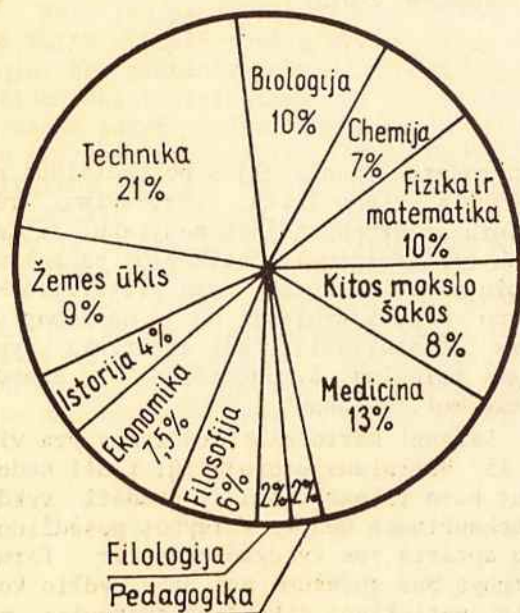 Biologija
10%
Chemija
7%
Fizika ir
matematika
10%
Kitos mokslo
šakos
8%
Medicina
13%
2%
2%
Filosofija
6%
Ekonomika
7,5%
Istorija 4%
Žemės ūkis
9%
Technika
21%
Filologija
Pedagogika